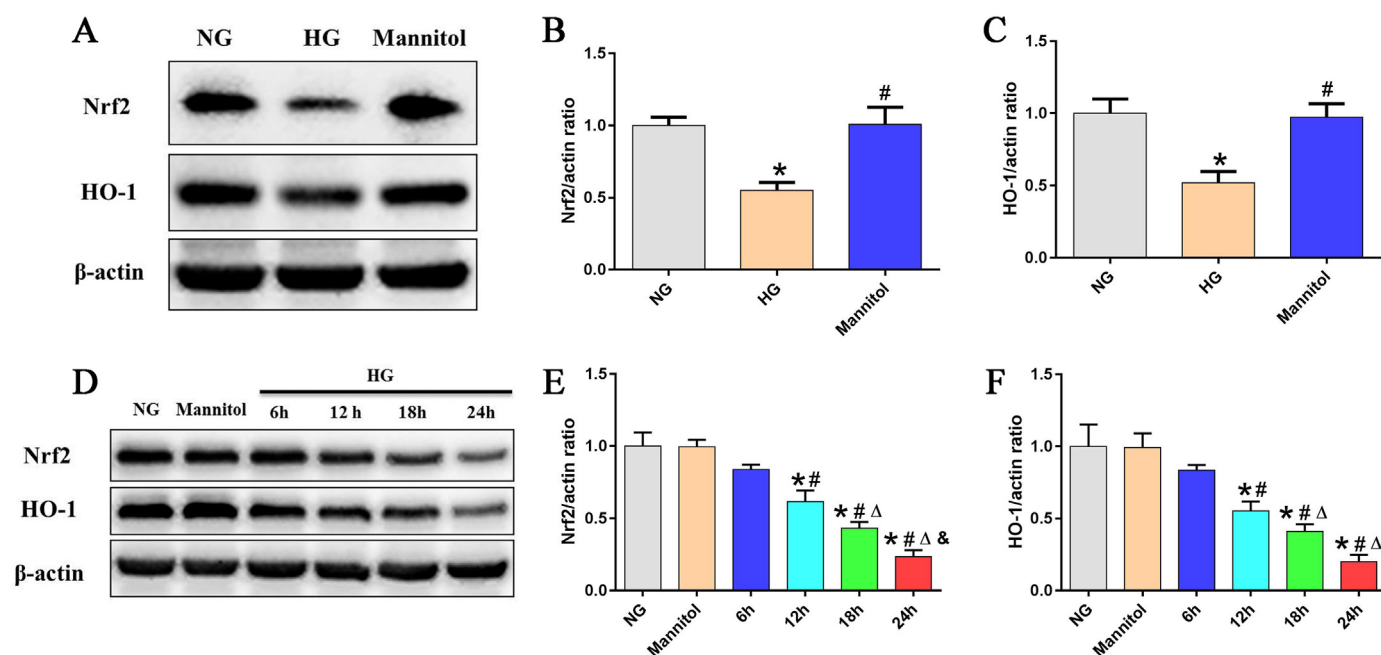 A
NG HG Mannitol
Nrf2
HO-1
β-actin
B
Nrf2/actin ratio
1.5
1.0
0.5
0.0
*
#
NG
HG
Mannitol
C
HO-1/actin ratio
1.5
1.0
0.5
0.0
*
#
NG
HG
Mannitol
D
HG
NG Mannitol 6h 12 h 18h 24h
Nrf2
HO-1
β-actin
E
Nrf2/actin ratio
1.5
1.0
0.5
0.0
*#
*# Δ
*# Δ &
NG
Mannitol
6h
12h
18h
24h
F
HO-1/actin ratio
1.5
1.0
0.5
0.0
*#
*# Δ
*# Δ
NG
Mannitol
6h
12h
18h
24h